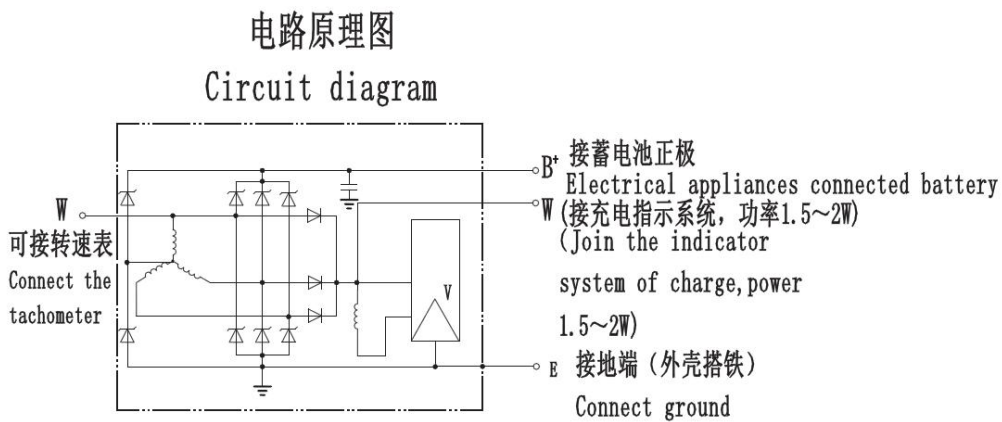 电路原理图
Circuit diagram
B+ 接蓄电池正极
Electrical appliances connected battery
W
W (接充电指示系统，功率1.5～2W)
可接转速表
(Join the indicator
Connect the
system of charge,power
tachometer
V
1.5～2W)
E 接地端（外壳搭铁）
Connect ground